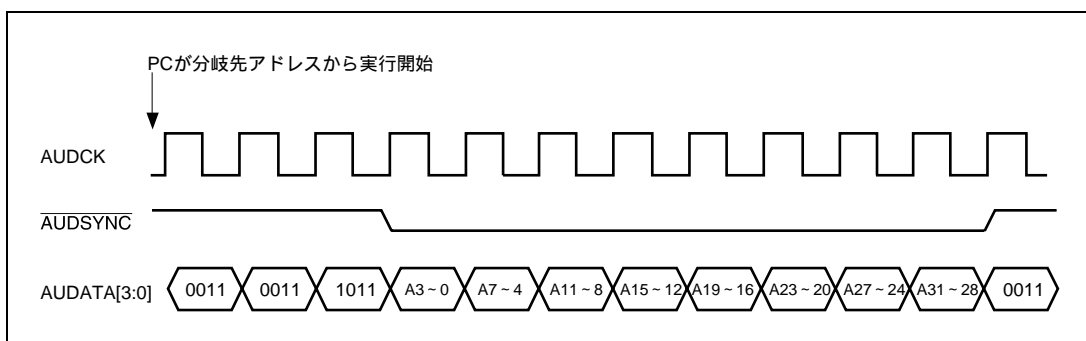 PCが分岐先アドレスから実行開始
AUDCK
AUDSYNC
AUDATA[3:0] 0011 0011 1011 A3～0 A7～4 A11～8 A15～12 A19～16 A23～20 A27～24 A31～28 0011